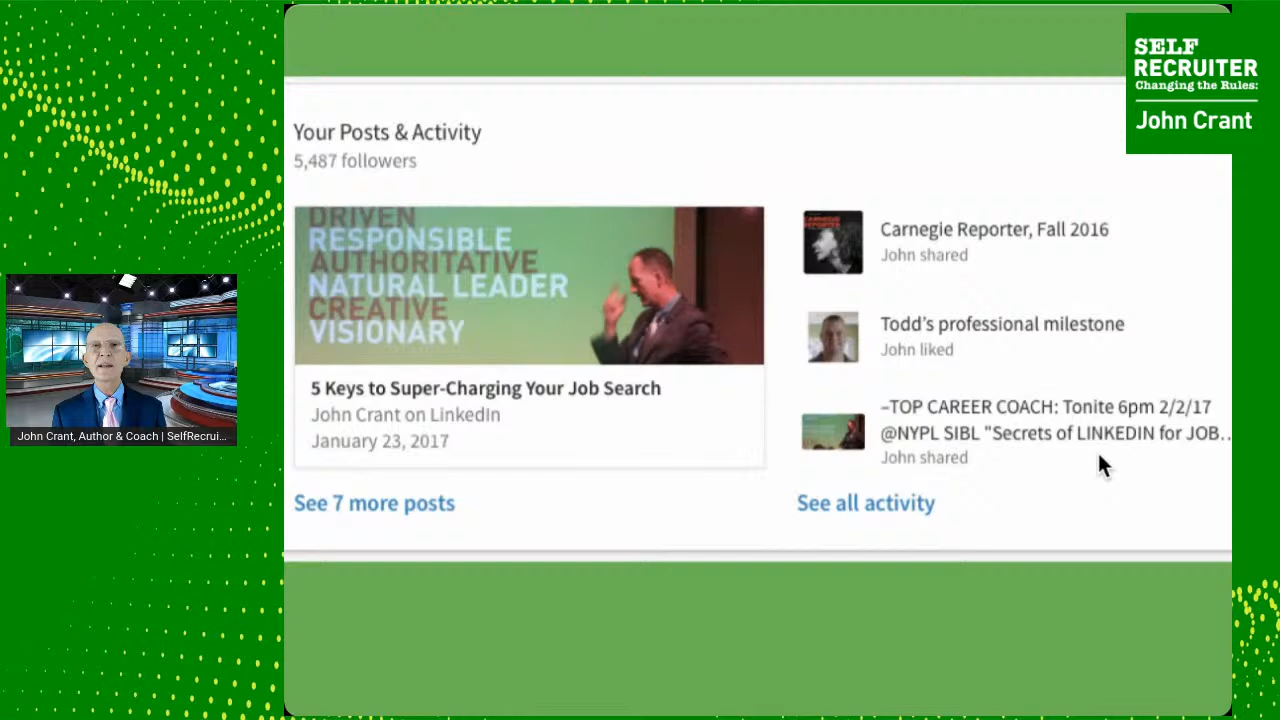 SELF
RECRUITER
Changing the Rules:
John Crant
Your Posts & Activity
5,487 followers
DRIVEN
RESPONSIBLE
AUTHORITATIVE
NATURAL LEADER
CREATIVE
VISIONARY
5 Keys to Super-Charging Your Job Search
John Crant on LinkedIn
January 23, 2017
See 7 more posts
CARNEGIE
REPORTER
Carnegie Reporter, Fall 2016
John shared
Todd's professional milestone
John liked
–TOP CAREER COACH: Tonite 6pm 2/2/17
@NYPL SIBL "Secrets of LINKEDIN for JOB…
John shared
See all activity
John Crant, Author & Coach | SelfRecrui...